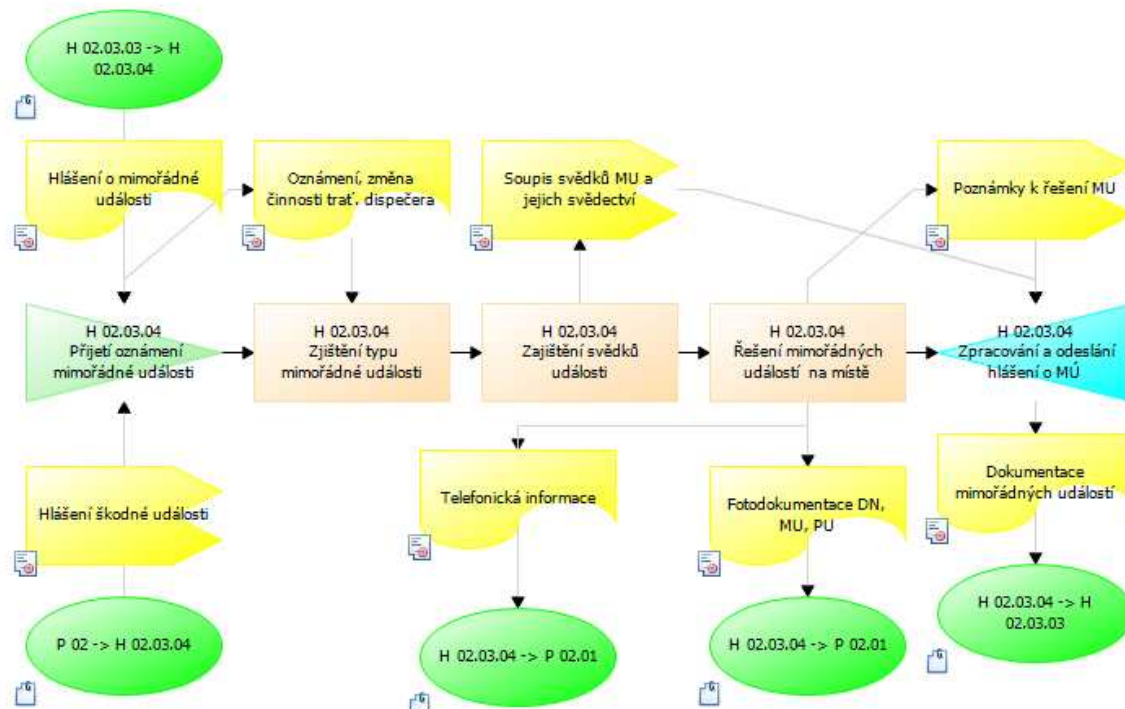 H 02.03.03 -> H
02.03.04
Hlášení o mimořádné
události
Oznámení, změna
činnosti trať. dispečera
Soupis svědků MU a
jejich svědectví
Poznámky k řešení MU
H 02.03.04
Přijetí oznámení
mimořádné události
H 02.03.04
Zjištění typu
mimořádné události
H 02.03.04
Zajištění svědků
události
H 02.03.04
Řešení mimořádných
událostí na místě
H 02.03.04
Zpracování a odeslání
hlášení o MÚ
Hlášení škodné události
Telefonická informace
Fotodokumentace DN,
MU, PU
Dokumentace
mimořádných událostí
P 02 -> H 02.03.04
H 02.03.04 -> P 02.01
H 02.03.04 -> P 02.01
H 02.03.04 -> H
02.03.03